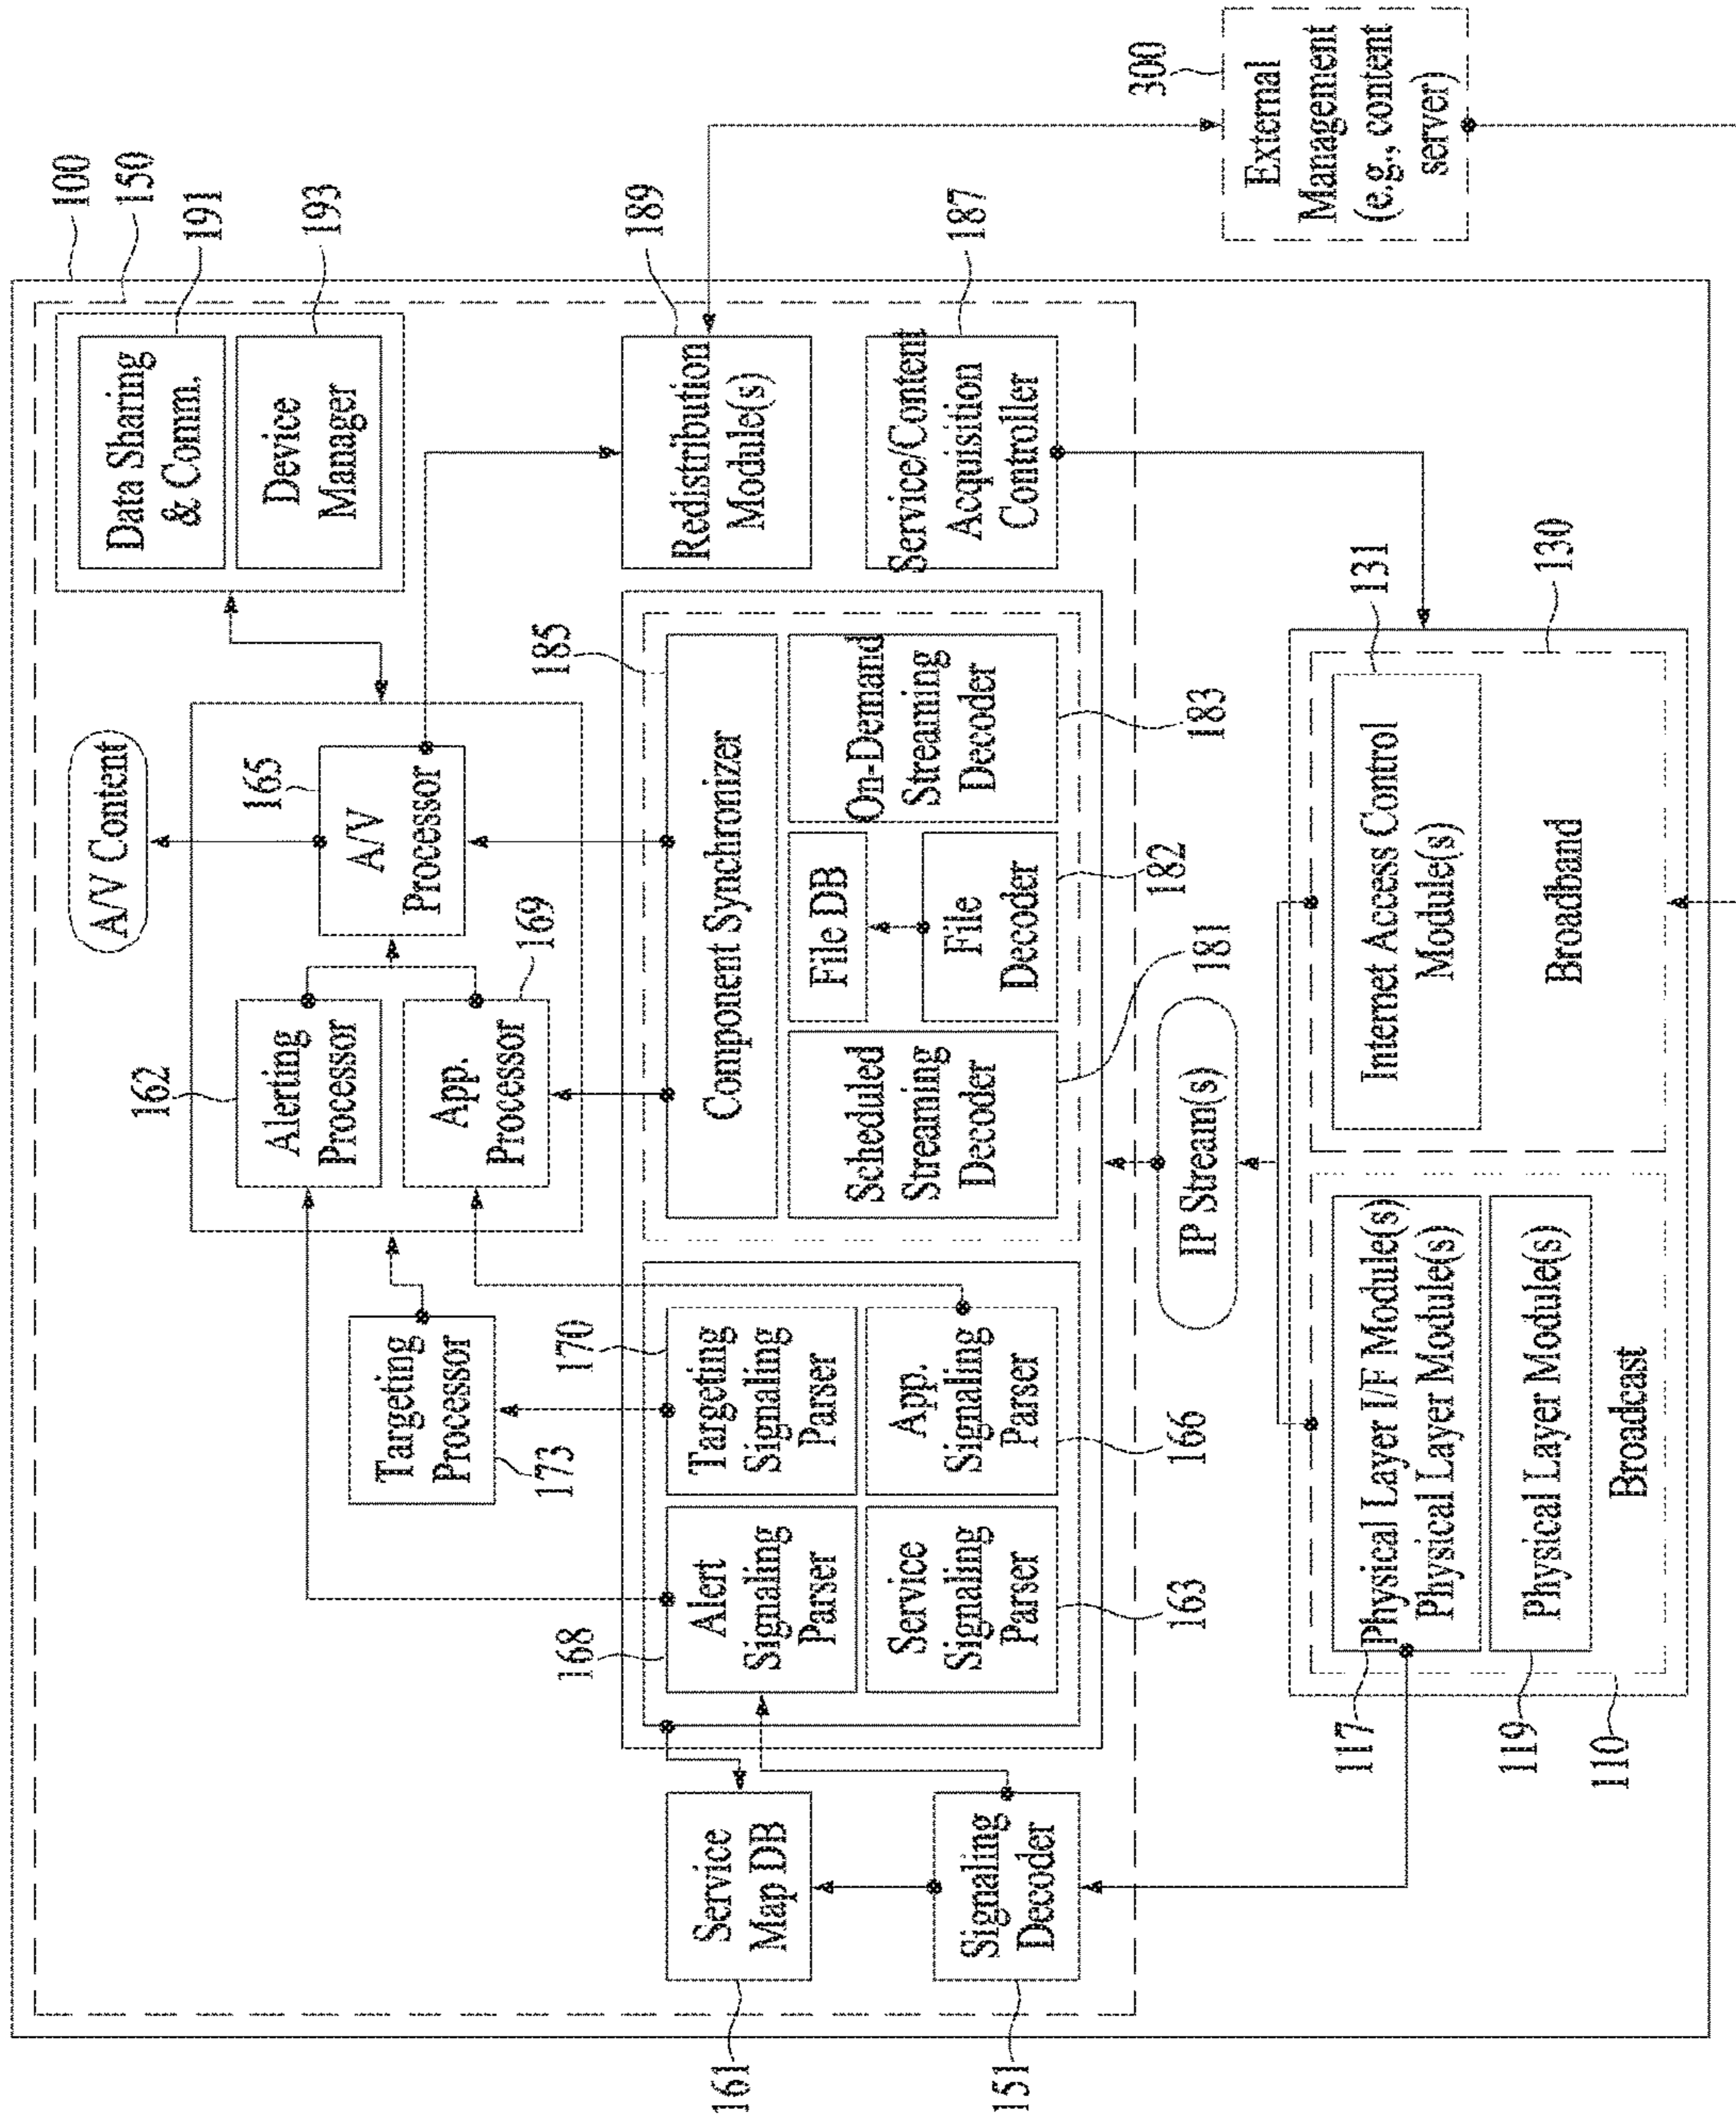 100
150
A/V Content
Data Sharing
& Comm.
191
Device
Manager
193
165
A/V
Processor
162
Alerting
Processor
App.
Processor
169
Targeting
Processor
173
Redistribution
Module(s)
189
Service/Content
Acquisition
Controller
187
185
Component Synchronizer
Scheduled
Streaming
Decoder
181
File DB
File
Decoder
182
On-Demand
Streaming
Decoder
183
168
Alert
Signaling
Parser
170
Targeting
Signaling
Parser
Service
Signaling
Parser
163
App.
Signaling
Parser
166
Service
Map DB
161
Signaling
Decoder
151
IP Stream(s)
Physical Layer I/F Module(s)
Physical Layer Module(s)
117
Physical Layer Module(s)
119
Broadcast
110
Internet Access Control
Module(s)
131
Broadband
130
300
External
Management
(e.g., content
server)